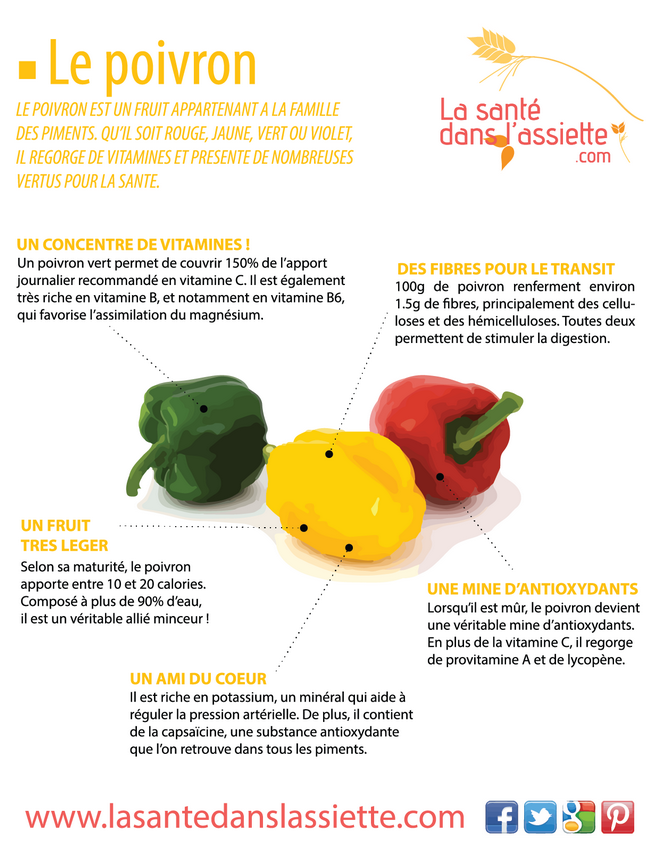 Le poivron
LE POIVRON EST UN FRUIT APPARTENANT A LA FAMILLE
DES PIMENTS. QU'IL SOIT ROUGE, JAUNE, VERT OU VIOLET,
IL REGORGE DE VITAMINES ET PRESENTE DE NOMBREUSES
VERTUS POUR LA SANTE.
La santé
dans l'assiette
.com
UN CONCENTRE DE VITAMINES !
Un poivron vert permet de couvrir 150% de l'apport
journalier recommandé en vitamine C. Il est également
très riche en vitamine B, et notamment en vitamine B6,
qui favorise l'assimilation du magnésium.
DES FIBRES POUR LE TRANSIT
100g de poivron renferment environ
1.5g de fibres, principalement des cellu-
loses et des hémicelluloses. Toutes deux
permettent de stimuler la digestion.
UN FRUIT
TRES LEGER
Selon sa maturité, le poivron
apporte entre 10 et 20 calories.
Composé à plus de 90% d'eau,
il est un véritable allié minceur !
UNE MINE D'ANTIOXYDANTS
Lorsqu'il est mûr, le poivron devient
une véritable mine d'antioxydants.
En plus de la vitamine C, il regorge
de provitamine A et de lycopène.
UN AMI DU COEUR
Il est riche en potassium, un minéral qui aide à
réguler la pression artérielle. De plus, il contient
de la capsaïcine, une substance antioxydante
que l'on retrouve dans tous les piments.
www.lasantedanslassiette.com